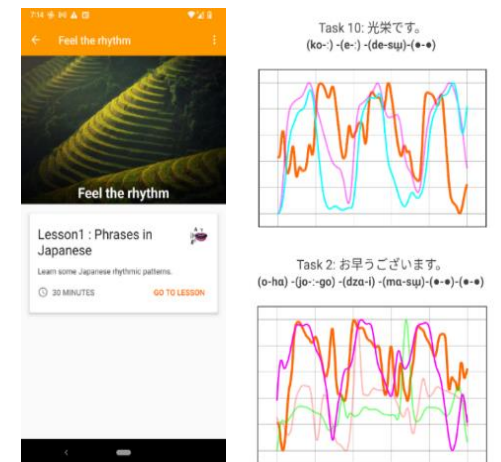 7:14
Feel the rhythm
Feel the rhythm
Lesson1 : Phrases in
Japanese
Learn some Japanese rhythmic patterns.
30 MINUTES
GO TO LESSON
Task 10: 光栄です。
(ko-ː) -(e-ː) -(de-sɯ)-(●-●)
Task 2: お早うございます。
(o-ha) -(jo-ː-go) -(dza-i) -(ma-sɯ)-(●-●)-(●-●)